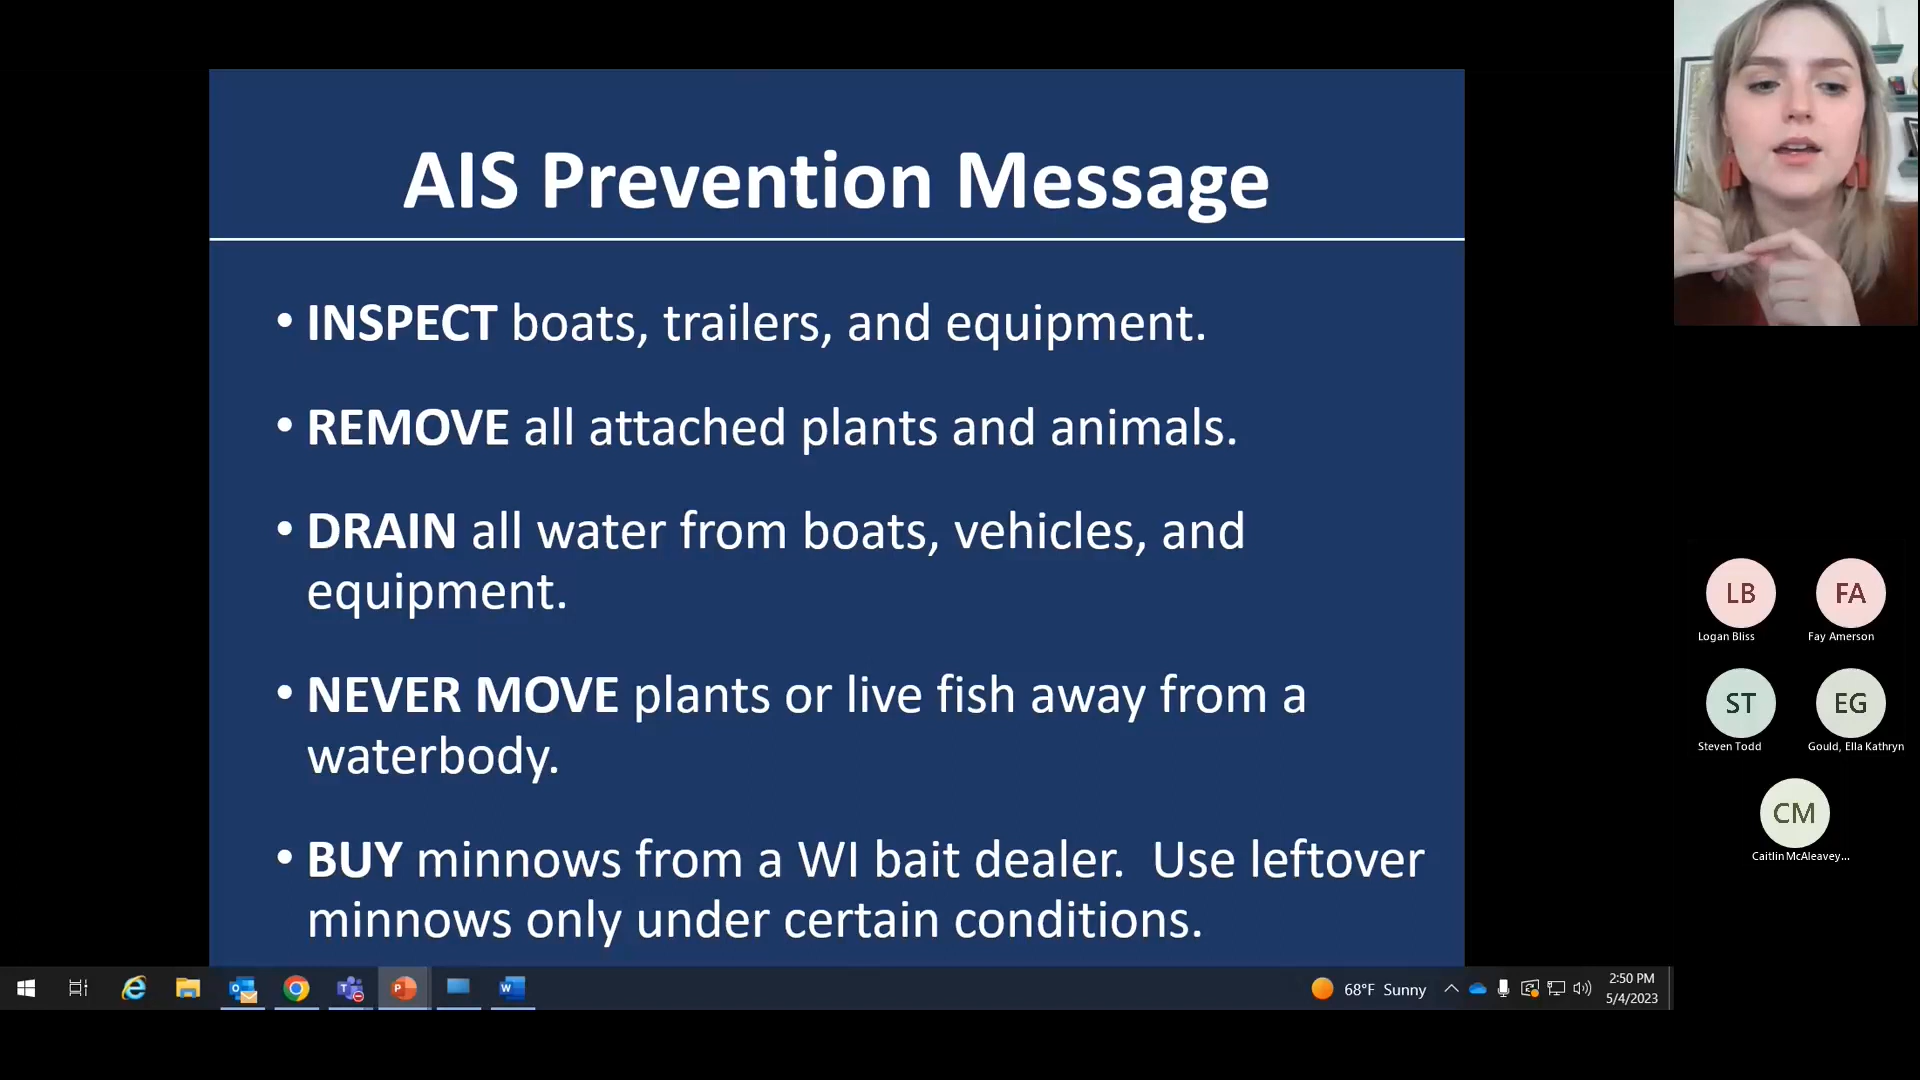 AIS Prevention Message
• INSPECT boats, trailers, and equipment.
• REMOVE all attached plants and animals.
• DRAIN all water from boats, vehicles, and
equipment.
• NEVER MOVE plants or live fish away from a
waterbody.
• BUY minnows from a WI bait dealer.  Use leftover
minnows only under certain conditions.
LB
FA
Logan Bliss
Fay Amerson
ST
EG
Steven Todd
Gould, Ella Kathryn
CM
Caitlin McAleavey...
68°F Sunny
2:50 PM
5/4/2023